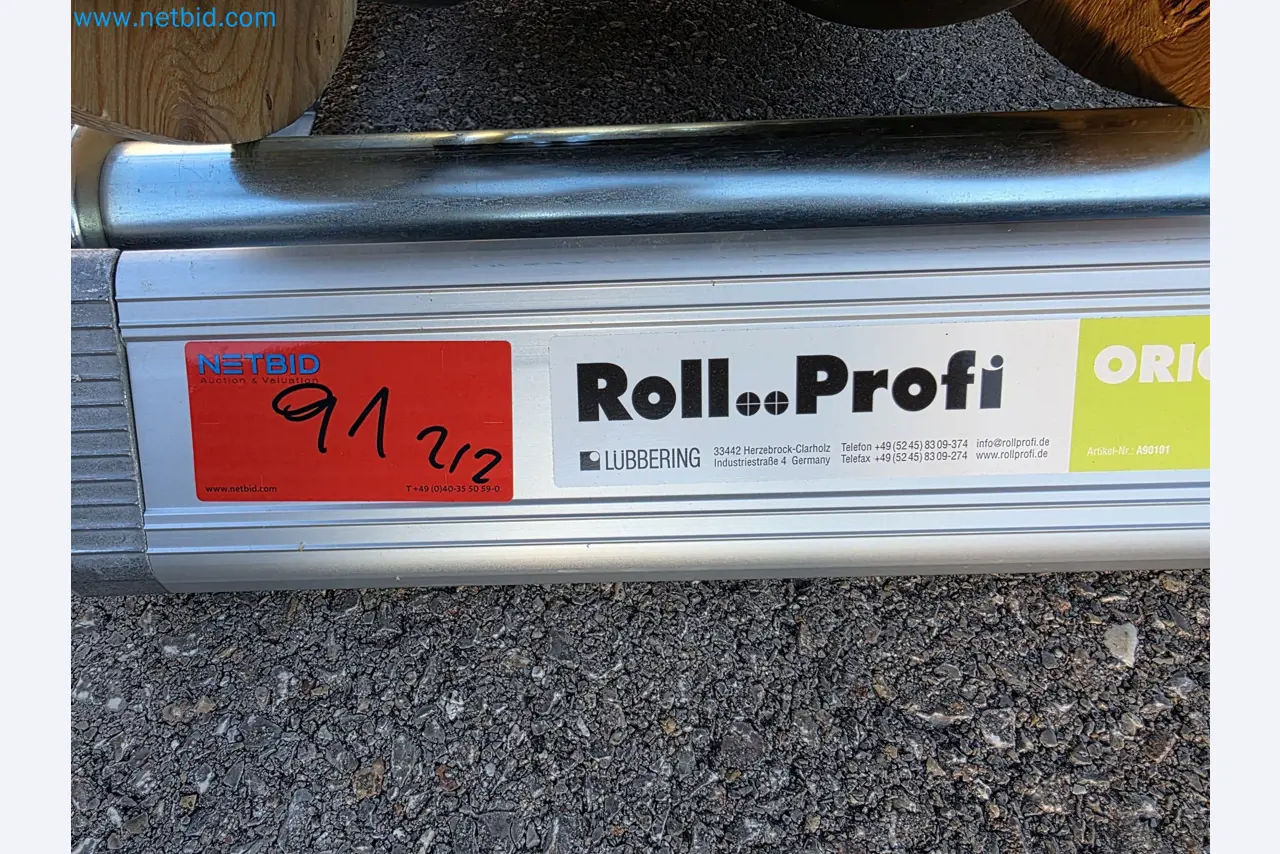 www.netbid.com
NETBID
Auction & Valuation
91 2/2
www.netbid.com T+49 (0)40-35 50 59-0
Roll..Profi
LÜBBERING
33442 Herzebrock-Clarholz
Industriestraße 4 Germany
Telefon +49 (52 45) 83 09-374
Telefax +49 (52 45) 83 09-274
info@rollprofi.de
www.rollprofi.de
ORIG
Artikel-Nr.: A90101